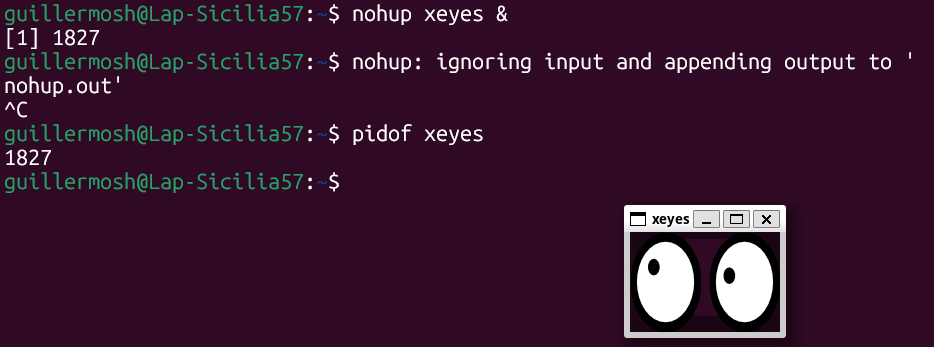 guillermosh@Lap-Sicilia57:~$ nohup xeyes &
[1] 1827
guillermosh@Lap-Sicilia57:~$ nohup: ignoring input and appending output to '
nohup.out'
^C
guillermosh@Lap-Sicilia57:~$ pidof xeyes
1827
guillermosh@Lap-Sicilia57:~$
xeyes